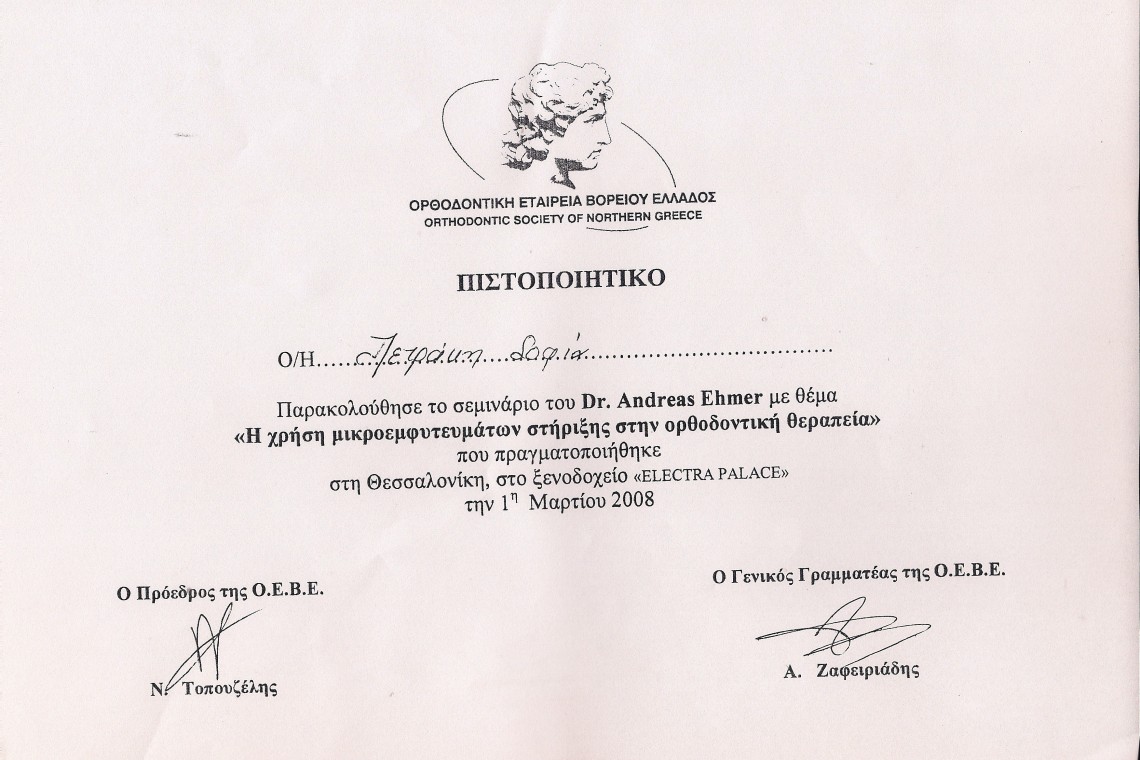 ΟΡΘΟΔΟΝΤΙΚΗ ΕΤΑΙΡΕΙΑ ΒΟΡΕΙΟΥ ΕΛΛΑΔΟΣ
ORTHODONTIC SOCIETY OF NORTHERN GREECE
ΠΙΣΤΟΠΟΙΗΤΙΚΟ
Ο/Η.....Πετράκη....Σοφία....................................
Παρακολούθησε το σεμινάριο του Dr. Andreas Ehmer με θέμα
«Η χρήση μικροεμφυτευμάτων στήριξης στην ορθοδοντική θεραπεία»
που πραγματοποιήθηκε
στη Θεσσαλονίκη, στο ξενοδοχείο «ELECTRA PALACE»
την 1η Μαρτίου 2008
Ο Πρόεδρος της Ο.Ε.Β.Ε.
Ν. Τοπουζέλης
Ο Γενικός Γραμματέας της Ο.Ε.Β.Ε.
Α. Ζαφειριάδης